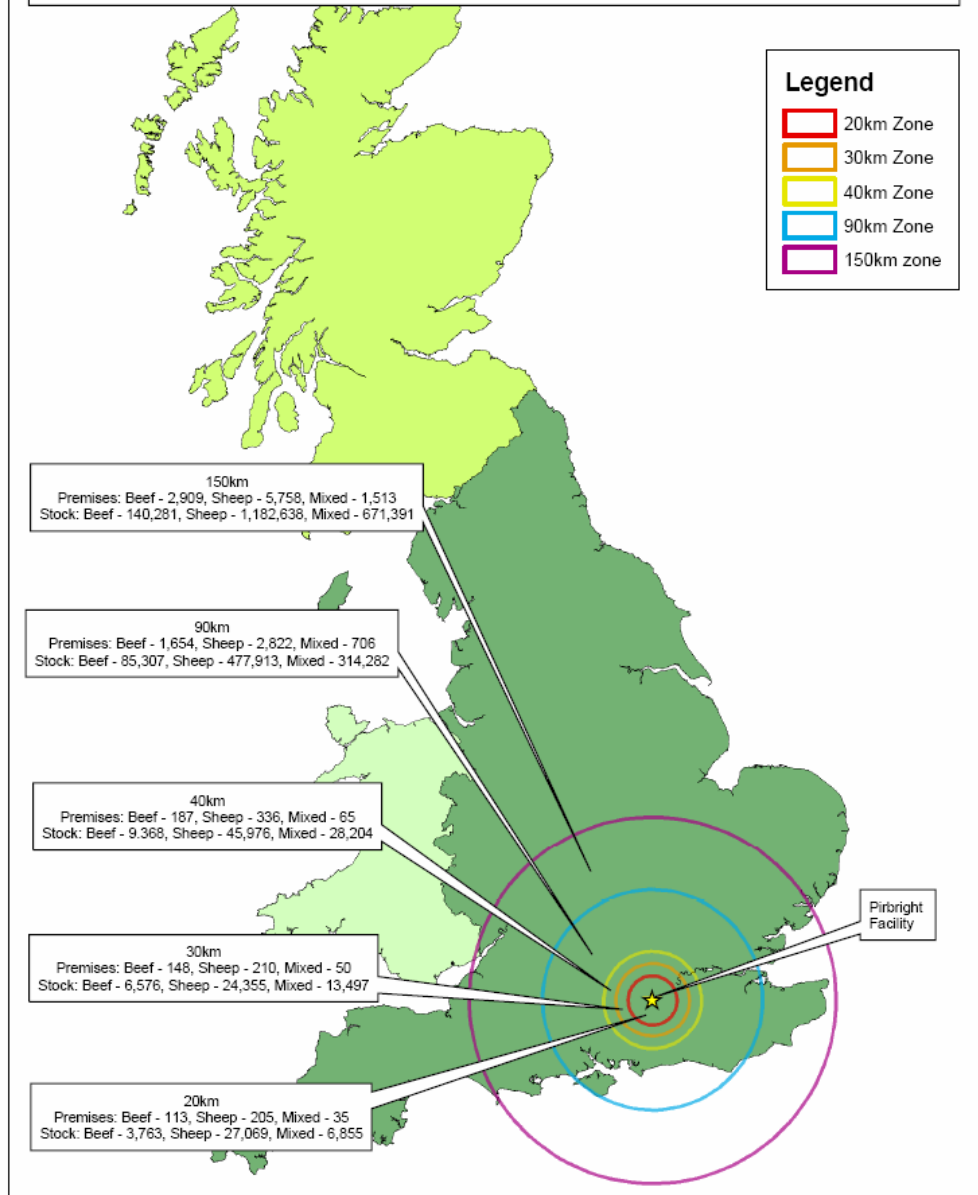 Legend
20km Zone
30km Zone
40km Zone
90km Zone
150km zone
150km
Premises: Beef - 2,909, Sheep - 5,758, Mixed - 1,513
Stock: Beef - 140,281, Sheep - 1,182,638, Mixed - 671,391
90km
Premises: Beef - 1,654, Sheep - 2,822, Mixed - 706
Stock: Beef - 85,307, Sheep - 477,913, Mixed - 314,282
40km
Premises: Beef - 187, Sheep - 336, Mixed - 65
Stock: Beef - 9.368, Sheep - 45,976, Mixed - 28,204
Pirbright
Facility
30km
Premises: Beef - 148, Sheep - 210, Mixed - 50
Stock: Beef - 6,576, Sheep - 24,355, Mixed - 13,497
20km
Premises: Beef - 113, Sheep - 205, Mixed - 35
Stock: Beef - 3,763, Sheep - 27,069, Mixed - 6,855